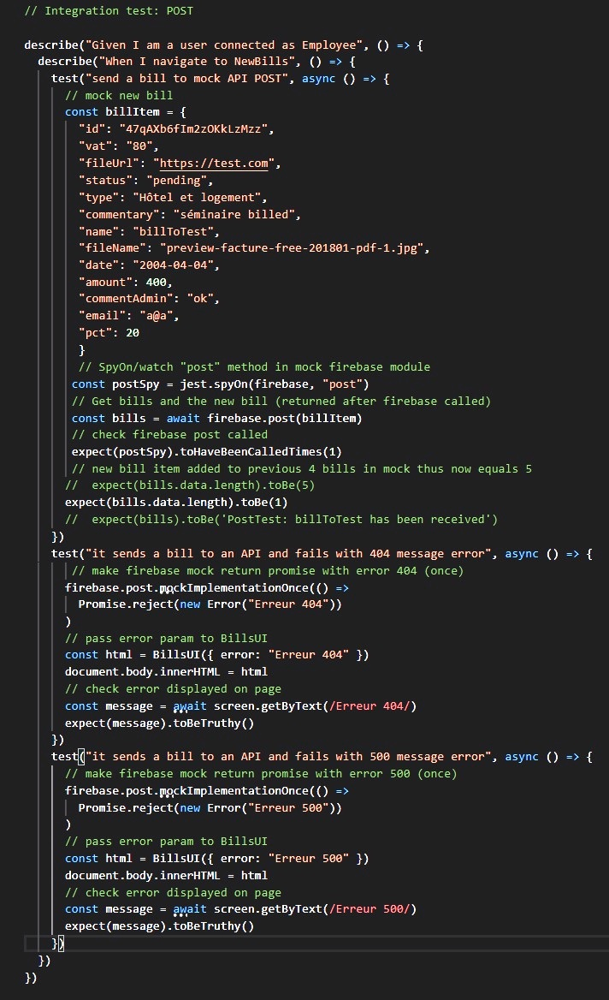 // Integration test: POST
describe("Given I am a user connected as Employee", () => {
describe("When I navigate to NewBills", () => {
test("send a bill to mock API POST", async () => {
// mock new bill
const billItem = {
"id": "47qAXb6fIm2zOKkLzMzz",
"vat": "80",
"fileUrl": "https://test.com",
"status": "pending",
"type": "Hôtel et logement",
"commentary": "séminaire billed",
"name": "billToTest",
"fileName": "preview-facture-free-201801-pdf-1.jpg",
"date": "2004-04-04",
"amount": 400,
"commentAdmin": "ok",
"email": "a@a",
"pct": 20
}
// SpyOn/watch "post" method in mock firebase module
const postSpy = jest.spyOn(firebase, "post")
// Get bills and the new bill (returned after firebase called)
const bills = await firebase.post(billItem)
// check firebase post called
expect(postSpy).toHaveBeenCalledTimes(1)
// new bill item added to previous 4 bills in mock thus now equals 5
//  expect(bills.data.length).toBe(5)
expect(bills.data.length).toBe(1)
//  expect(bills).toBe('PostTest: billToTest has been received')
})
test("it sends a bill to an API and fails with 404 message error", async () => {
// make firebase mock return promise with error 404 (once)
firebase.post.mockImplementationOnce(() =>
Promise.reject(new Error("Erreur 404"))
)
// pass error param to BillsUI
const html = BillsUI({ error: "Erreur 404" })
document.body.innerHTML = html
// check error displayed on page
const message = await screen.getByText(/Erreur 404/)
expect(message).toBeTruthy()
})
test("it sends a bill to an API and fails with 500 message error", async () => {
// make firebase mock return promise with error 500 (once)
firebase.post.mockImplementationOnce(() =>
Promise.reject(new Error("Erreur 500"))
)
// pass error param to BillsUI
const html = BillsUI({ error: "Erreur 500" })
document.body.innerHTML = html
// check error displayed on page
const message = await screen.getByText(/Erreur 500/)
expect(message).toBeTruthy()
})
})
})